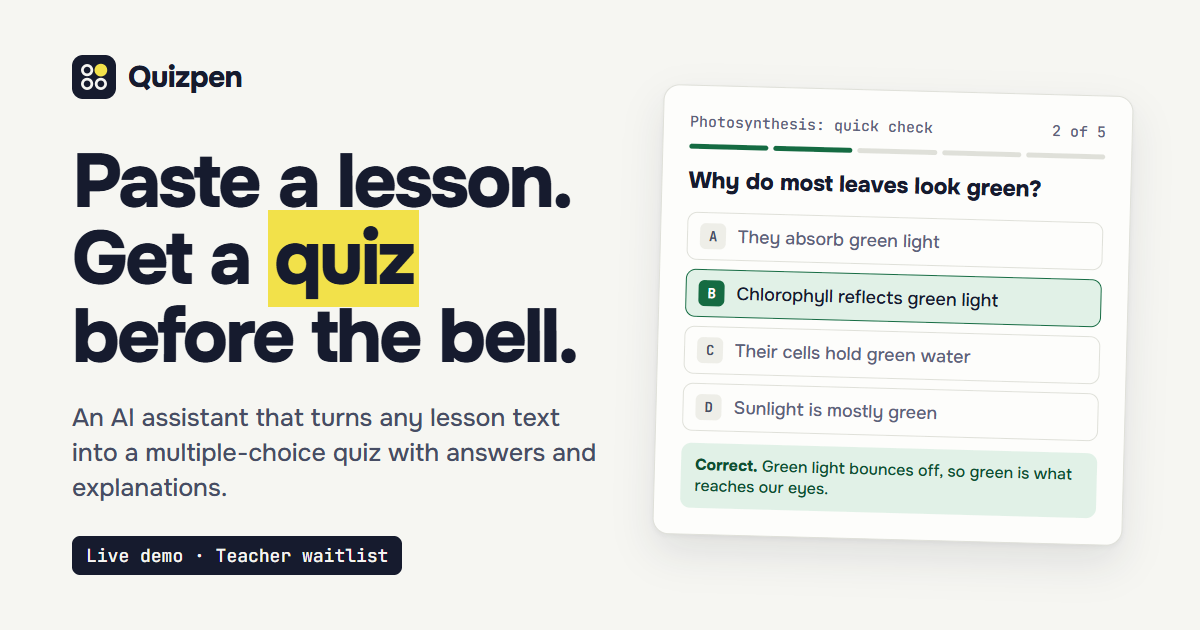 Quizpen
Paste a lesson.
Get a quiz
before the bell.
An AI assistant that turns any lesson text
into a multiple-choice quiz with answers and
explanations.
Live demo · Teacher waitlist
Photosynthesis: quick check
2 of 5
Why do most leaves look green?
A They absorb green light
B Chlorophyll reflects green light
C Their cells hold green water
D Sunlight is mostly green
Correct. Green light bounces off, so green is what
reaches our eyes.